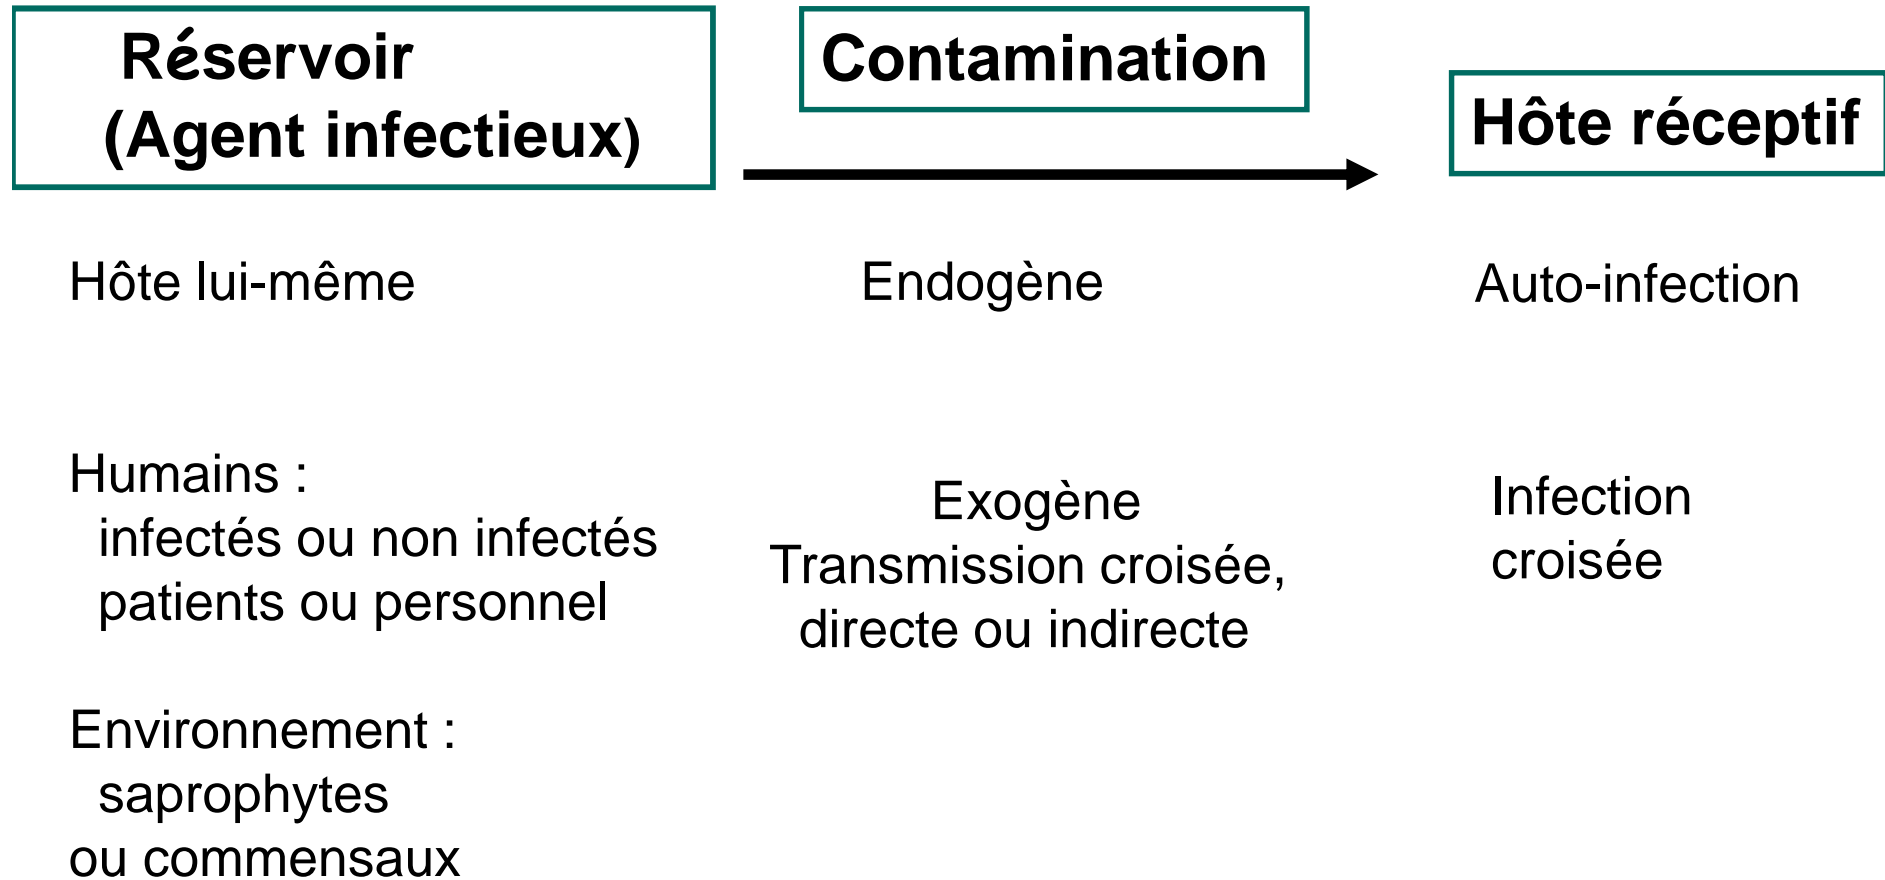 Réservoir
(Agent infectieux)
Contamination
Hôte réceptif
Hôte lui-même
Endogène
Auto-infection
Humains :
infectés ou non infectés
patients ou personnel
Exogène
Transmission croisée,
directe ou indirecte
Infection
croisée
Environnement :
saprophytes
ou commensaux